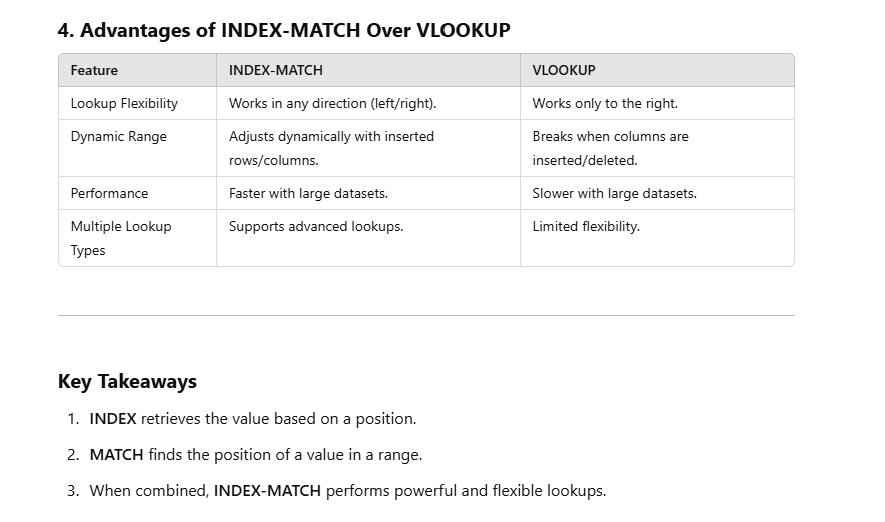 4. Advantages of INDEX-MATCH Over VLOOKUP
Feature INDEX-MATCH VLOOKUP
Lookup Flexibility Works in any direction (left/right). Works only to the right.
Dynamic Range Adjusts dynamically with inserted Breaks when columns are
rows/columns. inserted/deleted.
Performance Faster with large datasets. Slower with large datasets.
Multiple Lookup Supports advanced lookups. Limited flexibility.
Types
Key Takeaways
1. INDEX retrieves the value based on a position.
2. MATCH finds the position of a value in a range.
3. When combined, INDEX-MATCH performs powerful and flexible lookups.